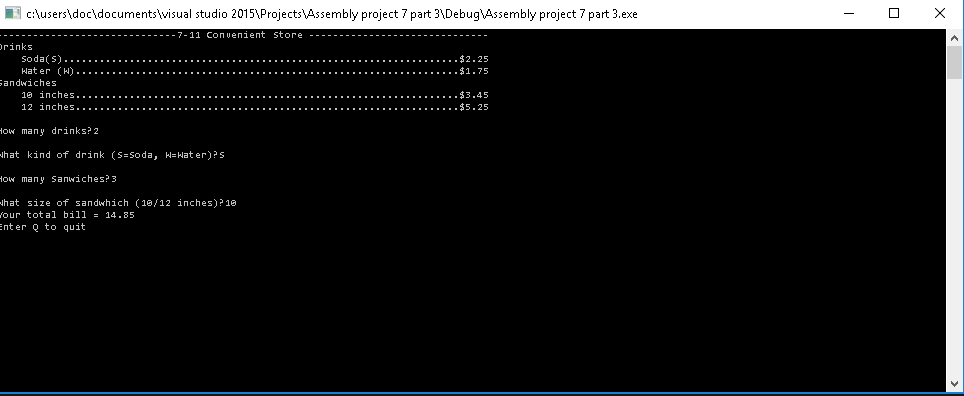 c:\users\doc\documents\visual studio 2015\Projects\Assembly project 7 part 3\Debug\Assembly project 7 part 3.exe
------------------------------7-11 Convenient Store ------------------------------
Drinks
Soda(S)..................................................................$2.25
Water (W)................................................................$1.75
Sandwiches
10 inches................................................................$3.45
12 inches................................................................$5.25
How many drinks?2
What kind of drink (S=Soda, W=Water)?S
How many Sanwiches?3
What size of sandwhich (10/12 inches)?10
Your total bill = 14.85
Enter Q to quit